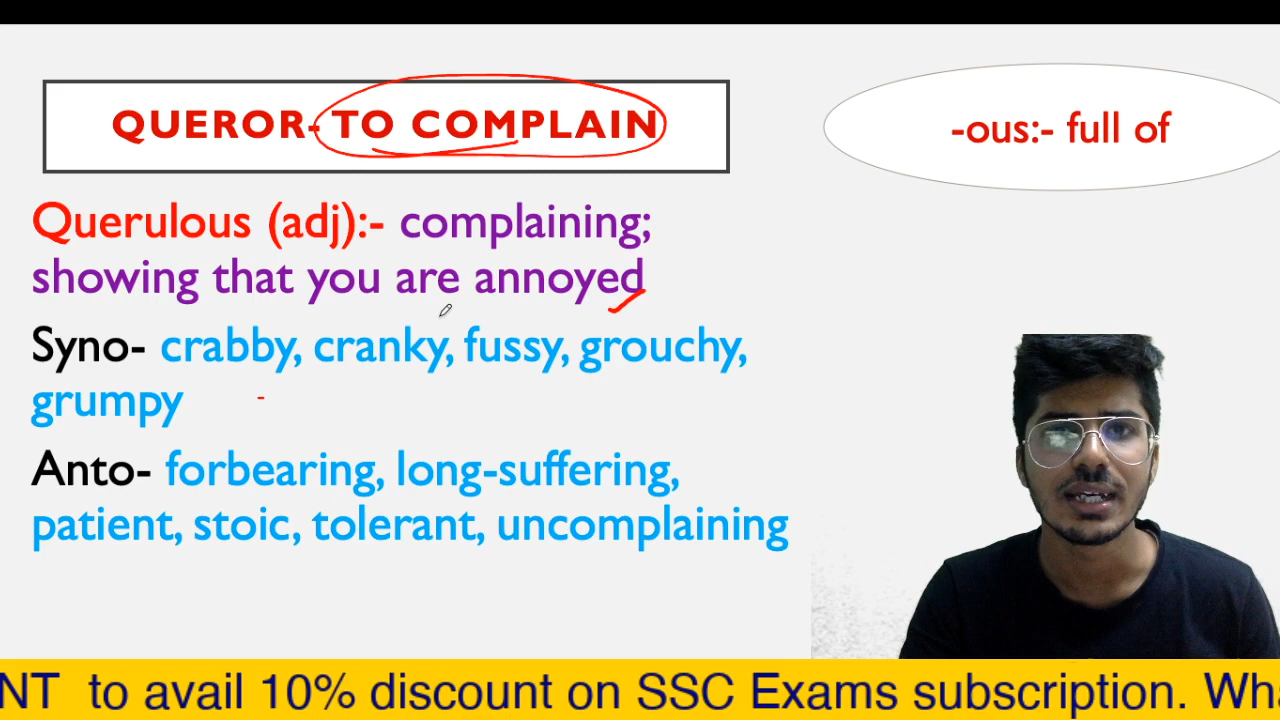 QUEROR- TO COMPLAIN
-ous:- full of
Querulous (adj):- complaining;
showing that you are annoyed
Syno- crabby, cranky, fussy, grouchy,
grumpy
Anto- forbearing, long-suffering,
patient, stoic, tolerant, uncomplaining
NT to avail 10% discount on SSC Exams subscription. Wha